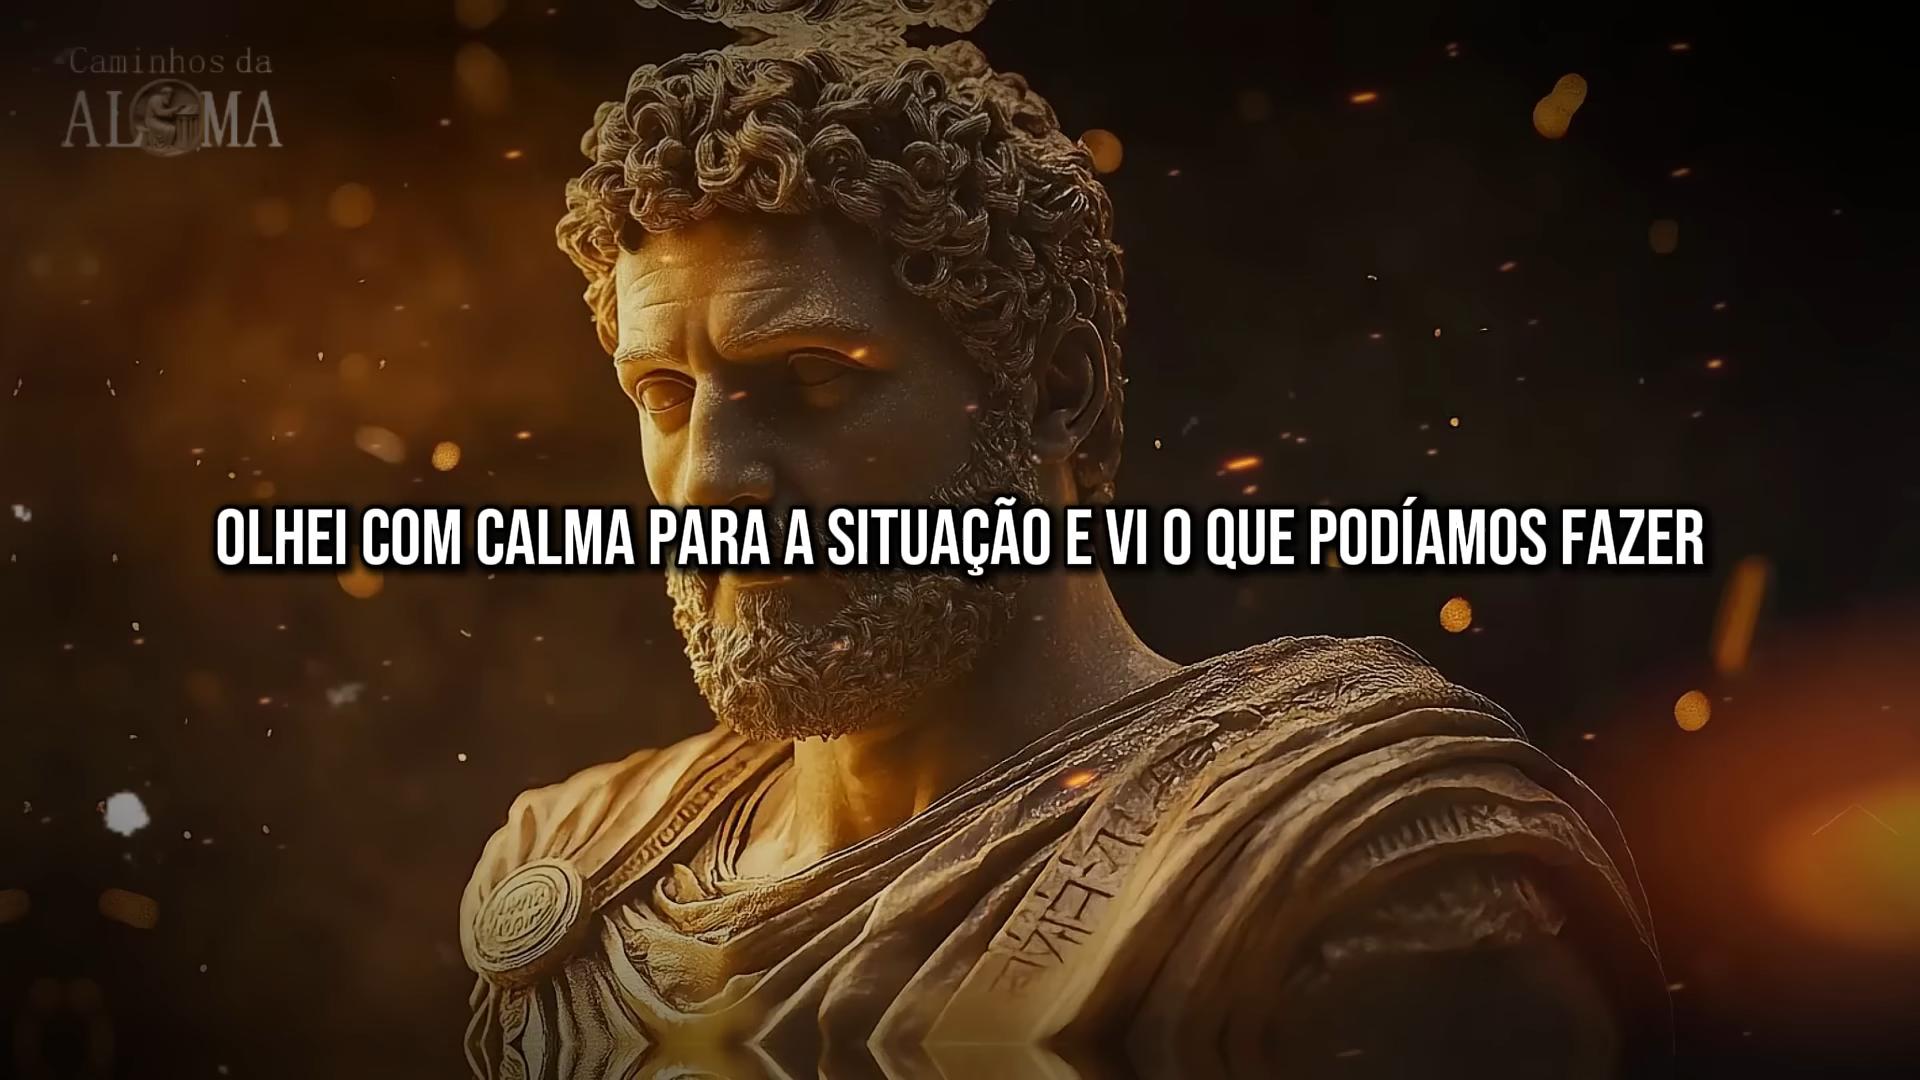 Caminhos da
ALMA
OLHEI COM CALMA PARA A SITUAÇÃO E VI O QUE PODÍAMOS FAZER